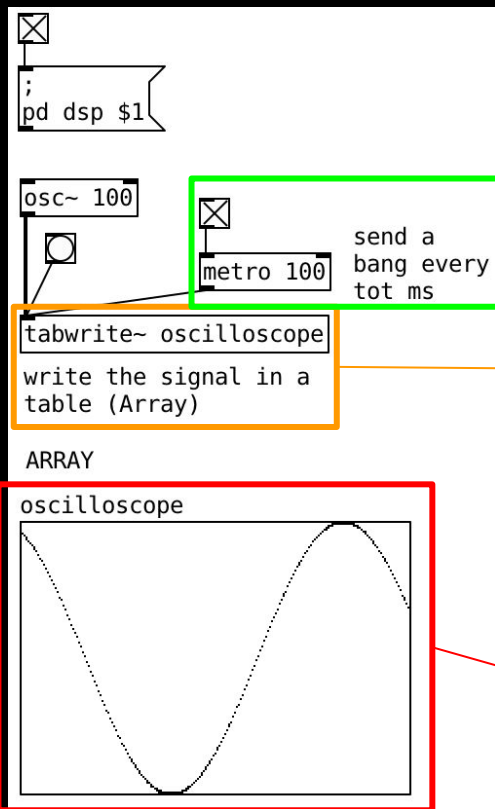 ;
pd dsp $1
osc~ 100
metro 100
send a
bang every
tot ms
tabwrite~ oscilloscope
write the signal in a
table (Array)
ARRAY
oscilloscope